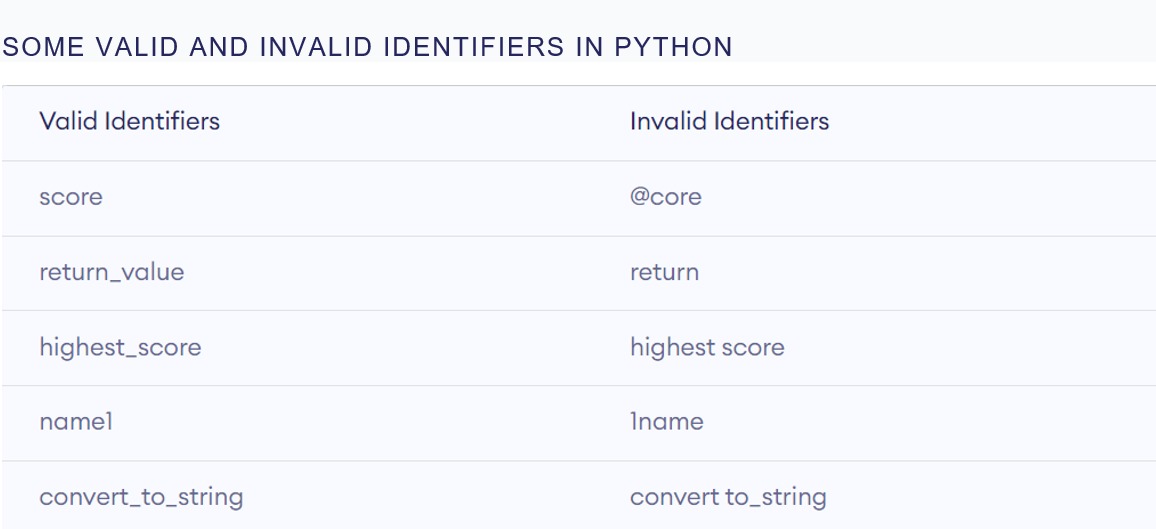 SOME VALID AND INVALID IDENTIFIERS IN PYTHON
Valid Identifiers Invalid Identifiers
score @core
return_value return
highest_score highest score
name1 1name
convert_to_string convert to_string